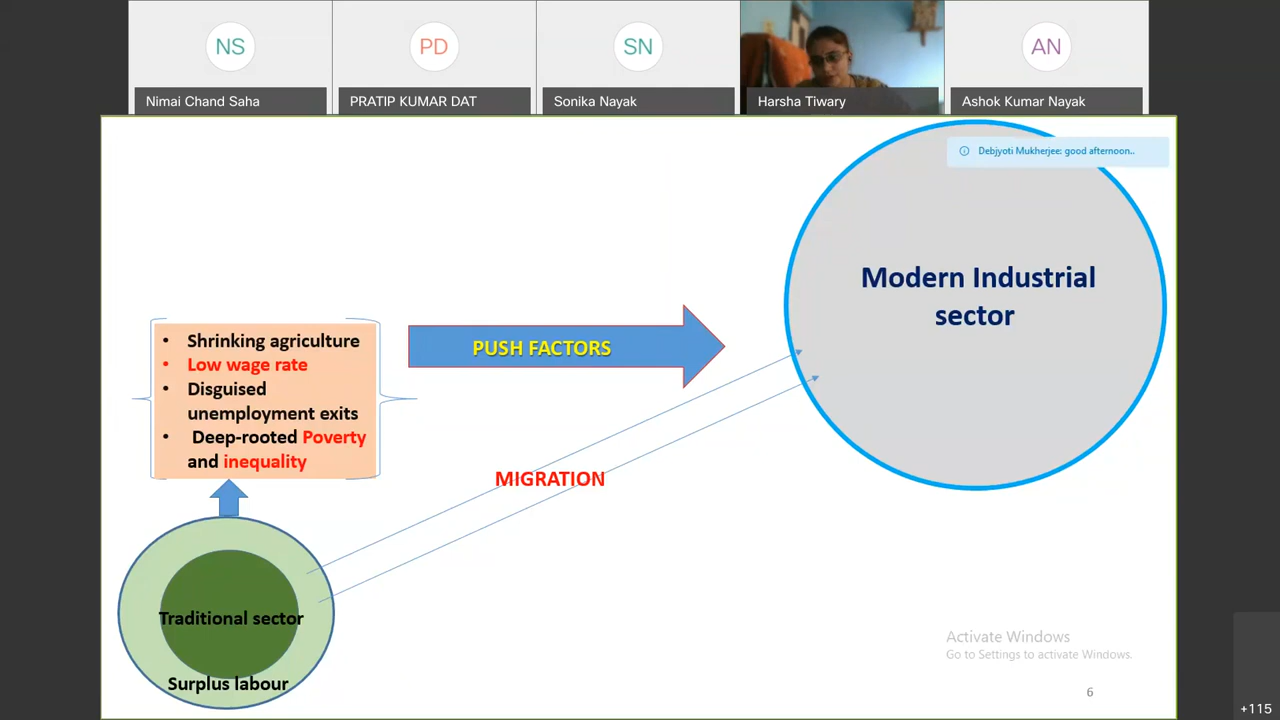 NS
PD
SN
AN
Nimai Chand Saha
PRATIP KUMAR DAT
Sonika Nayak
Harsha Tiwary
Ashok Kumar Nayak
Debjyoti Mukherjee: good afternoon..
Modern Industrial
sector
• Shrinking agriculture
• Low wage rate
• Disguised
unemployment exits
• Deep-rooted Poverty
and inequality
PUSH FACTORS
MIGRATION
Traditional sector
Surplus labour
Activate Windows
Go to Settings to activate Windows.
6
+115